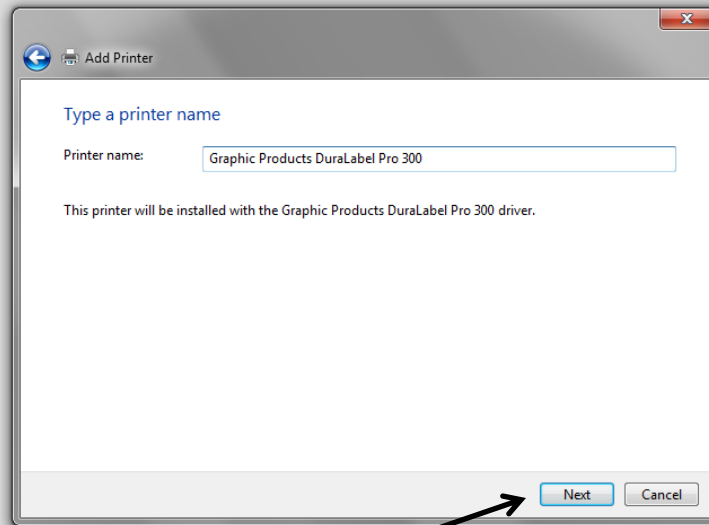 Add Printer
Type a printer name
Printer name: Graphic Products DuraLabel Pro 300
This printer will be installed with the Graphic Products DuraLabel Pro 300 driver.
Next Cancel